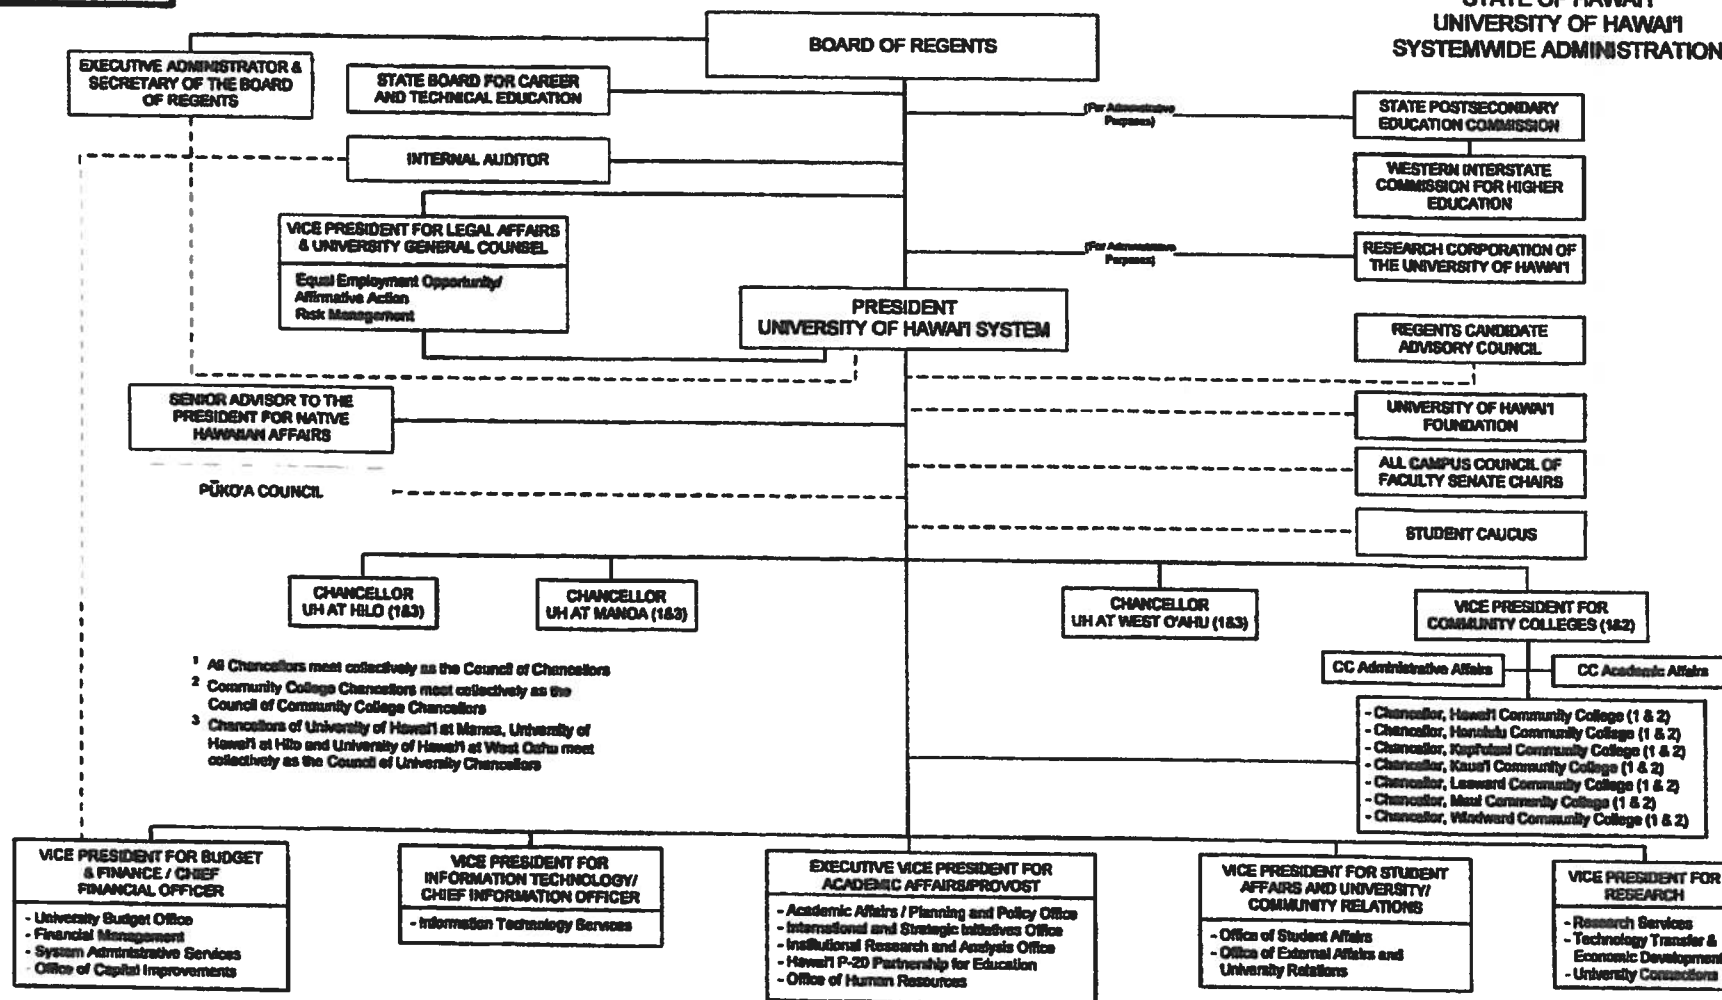 STATE OF HAWAI'I
UNIVERSITY OF HAWAI'I
SYSTEMWIDE ADMINISTRATION
BOARD OF REGENTS
EXECUTIVE ADMINISTRATOR &
SECRETARY OF THE BOARD
OF REGENTS
STATE BOARD FOR CAREER
AND TECHNICAL EDUCATION
(For Administrative
Purposes)
STATE POSTSECONDARY
EDUCATION COMMISSION
INTERNAL AUDITOR
WESTERN INTERSTATE
COMMISSION FOR HIGHER
EDUCATION
VICE PRESIDENT FOR LEGAL AFFAIRS
& UNIVERSITY GENERAL COUNSEL
Equal Employment Opportunity/
Affirmative Action
Risk Management
(For Administrative
Purposes)
RESEARCH CORPORATION OF
THE UNIVERSITY OF HAWAI'I
PRESIDENT
UNIVERSITY OF HAWAI'I SYSTEM
REGENTS CANDIDATE
ADVISORY COUNCIL
SENIOR ADVISOR TO THE
PRESIDENT FOR NATIVE
HAWAIIAN AFFAIRS
UNIVERSITY OF HAWAI'I
FOUNDATION
ALL CAMPUS COUNCIL OF
FACULTY SENATE CHAIRS
PŪKO'A COUNCIL
STUDENT CAUCUS
CHANCELLOR
UH AT HILO (1&3)
CHANCELLOR
UH AT MANOA (1&3)
CHANCELLOR
UH AT WEST O'AHU (1&3)
VICE PRESIDENT FOR
COMMUNITY COLLEGES (1&2)
CC Administrative Affairs
CC Academic Affairs
1 All Chancellors meet collectively as the Council of Chancellors
2 Community College Chancellors meet collectively as the
Council of Community College Chancellors
3 Chancellors of University of Hawai'i at Manoa, University of
Hawai'i at Hilo and University of Hawai'i at West Oahu meet
collectively as the Council of University Chancellors
- Chancellor, Hawai'i Community College (1 & 2)
- Chancellor, Honolulu Community College (1 & 2)
- Chancellor, Kapi'olani Community College (1 & 2)
- Chancellor, Kaua'i Community College (1 & 2)
- Chancellor, Leeward Community College (1 & 2)
- Chancellor, Maui Community College (1 & 2)
- Chancellor, Windward Community College (1 & 2)
VICE PRESIDENT FOR BUDGET
& FINANCE / CHIEF
FINANCIAL OFFICER
- University Budget Office
- Financial Management
- System Administrative Services
- Office of Capital Improvements
VICE PRESIDENT FOR
INFORMATION TECHNOLOGY/
CHIEF INFORMATION OFFICER
- Information Technology Services
EXECUTIVE VICE PRESIDENT FOR
ACADEMIC AFFAIRS/PROVOST
- Academic Affairs / Planning and Policy Office
- International and Strategic Initiatives Office
- Institutional Research and Analysis Office
- Hawai'i P-20 Partnership for Education
- Office of Human Resources
VICE PRESIDENT FOR STUDENT
AFFAIRS AND UNIVERSITY/
COMMUNITY RELATIONS
- Office of Student Affairs
- Office of External Affairs and
University Relations
VICE PRESIDENT FOR
RESEARCH
- Research Services
- Technology Transfer &
Economic Development
- University Connections